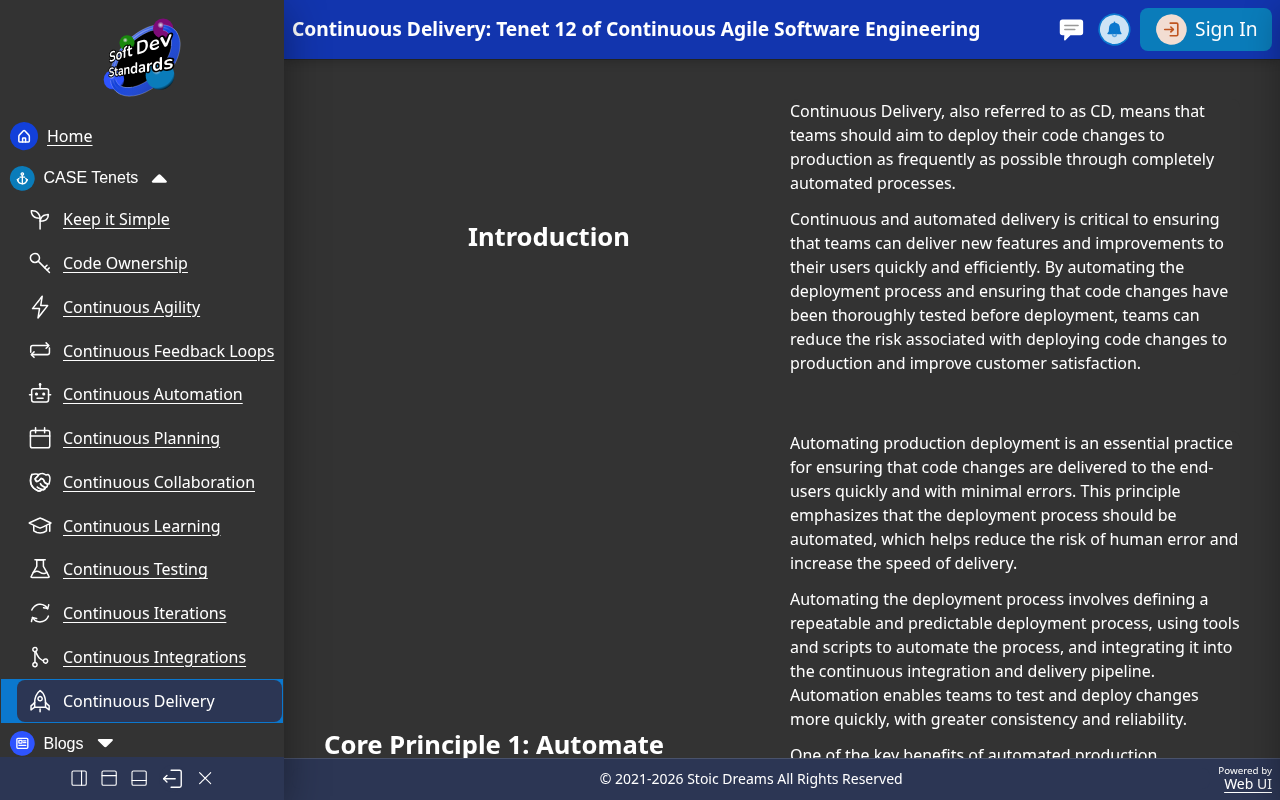 Soft Dev
Standards
Home
CASE Tenets
Keep it Simple
Code Ownership
Continuous Agility
Continuous Feedback Loops
Continuous Automation
Continuous Planning
Continuous Collaboration
Continuous Learning
Continuous Testing
Continuous Iterations
Continuous Integrations
Continuous Delivery
Blogs
Continuous Delivery: Tenet 12 of Continuous Agile Software Engineering
Sign In
Introduction
Continuous Delivery, also referred to as CD, means that
teams should aim to deploy their code changes to
production as frequently as possible through completely
automated processes.
Continuous and automated delivery is critical to ensuring
that teams can deliver new features and improvements to
their users quickly and efficiently. By automating the
deployment process and ensuring that code changes have
been thoroughly tested before deployment, teams can
reduce the risk associated with deploying code changes to
production and improve customer satisfaction.
Core Principle 1: Automate
Automating production deployment is an essential practice
for ensuring that code changes are delivered to the end-
users quickly and with minimal errors. This principle
emphasizes that the deployment process should be
automated, which helps reduce the risk of human error and
increase the speed of delivery.
Automating the deployment process involves defining a
repeatable and predictable deployment process, using tools
and scripts to automate the process, and integrating it into
the continuous integration and delivery pipeline.
Automation enables teams to test and deploy changes
more quickly, with greater consistency and reliability.
One of the key benefits of automated production
© 2021-2026 Stoic Dreams All Rights Reserved
Powered by
Web UI